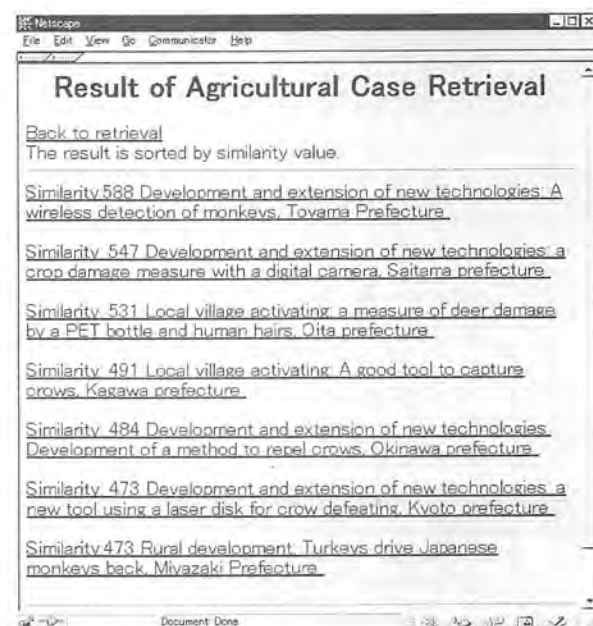 Netscape
File Edit View Go Communicator Help
Result of Agricultural Case Retrieval
Back to retrieval
The result is sorted by similarity value.
Similarity 588 Development and extension of new technologies: A
wireless detection of monkeys, Toyama Prefecture
Similarity 547 Development and extension of new technologies: a
crop damage measure with a digital camera, Saitama prefecture
Similarity 531 Local village activating: a measure of deer damage
by a PET bottle and human hairs, Oita prefecture
Similarity 491 Local village activating: A good tool to capture
crows, Kagawa prefecture
Similarity 484 Development and extension of new technologies
Development of a method to repel crows, Okinawa prefecture
Similarity 473 Development and extension of new technologies: a
new tool using a laser disk for crow defeating, Kyoto prefecture
Similarity 473 Rural development: Turkeys drive Japanese
monkeys back, Miyazaki Prefecture
Document: Done